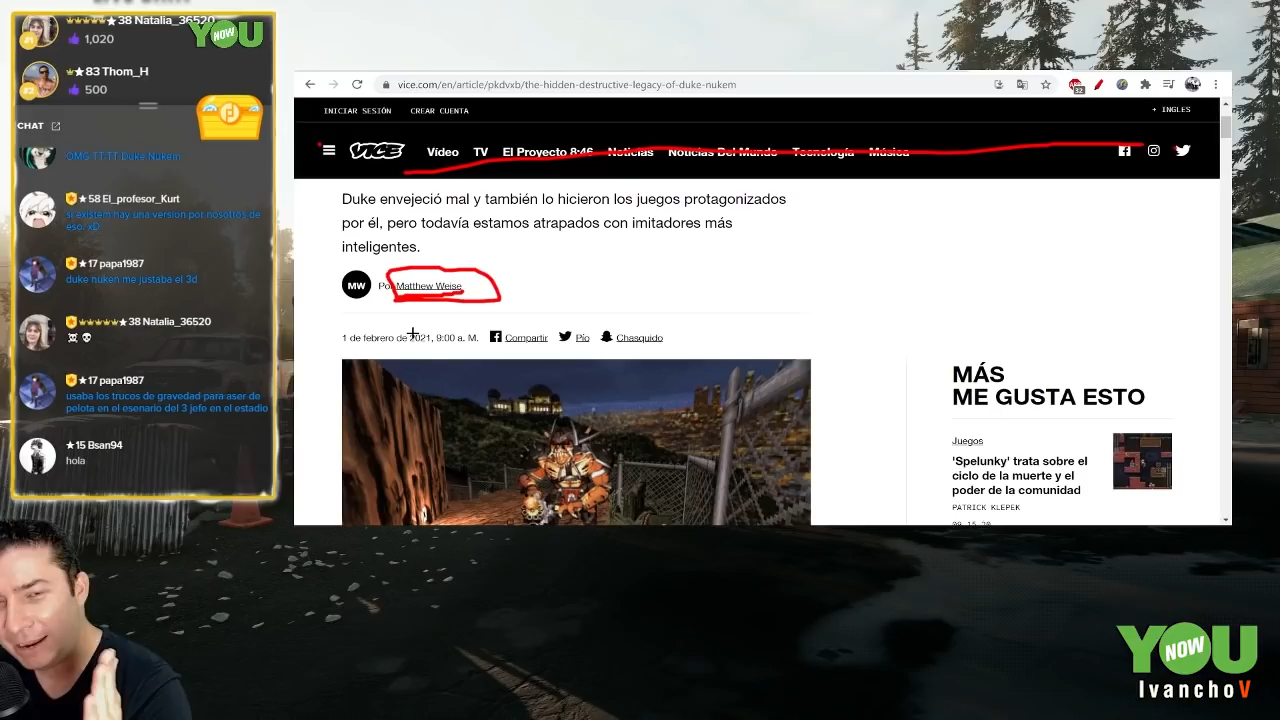 38 Natalia_36520
1,020
YOU
NOW
83 Thom_H
500
CHAT
OMG TT TT Duke Nukem
58 El_profesor_Kurt
si existem hay una version por nosotros de
eso. xD
17 papa1987
duke nuken me justaba el 3d
38 Natalia_36520
17 papa1987
usaba los trucos de gravedad para aser de
pelota en el esenario del 3 jefe en el estadio
15 Bsan94
hola
vice.com/en/article/pkdvxb/the-hidden-destructive-legacy-of-duke-nukem
32
INICIAR SESIÓN CREAR CUENTA
+ INGLES
VICE Vídeo TV El Proyecto 8:46 Noticias Noticias Del Mundo Tecnología Música
Duke envejeció mal y también lo hicieron los juegos protagonizados
por él, pero todavía estamos atrapados con imitadores más
inteligentes.
MW Por Matthew Weise
1 de febrero de 2021, 9:00 a. M. Compartir Pío Chasquido
MÁS
ME GUSTA ESTO
Juegos
'Spelunky' trata sobre el
ciclo de la muerte y el
poder de la comunidad
PATRICK KLEPEK
09.15.20
YOU
NOW
IvanchoV